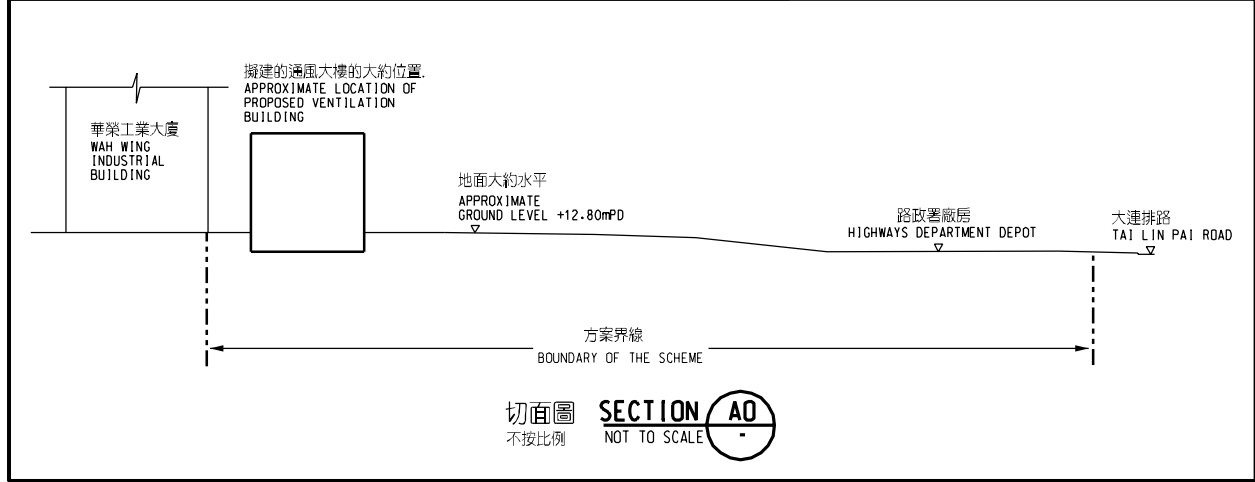 擬建的通風大樓的大約位置.
APPROXIMATE LOCATION OF
PROPOSED VENTILATION
BUILDING
華榮工業大廈
WAH WING
INDUSTRIAL
BUILDING
地面大約水平
APPROXIMATE
GROUND LEVEL +12.80mPD
路政署廠房
HIGHWAYS DEPARTMENT DEPOT
大連排路
TAI LIN PAI ROAD
方案界線
BOUNDARY OF THE SCHEME
切面圖 SECTION A0
不按比例 NOT TO SCALE -